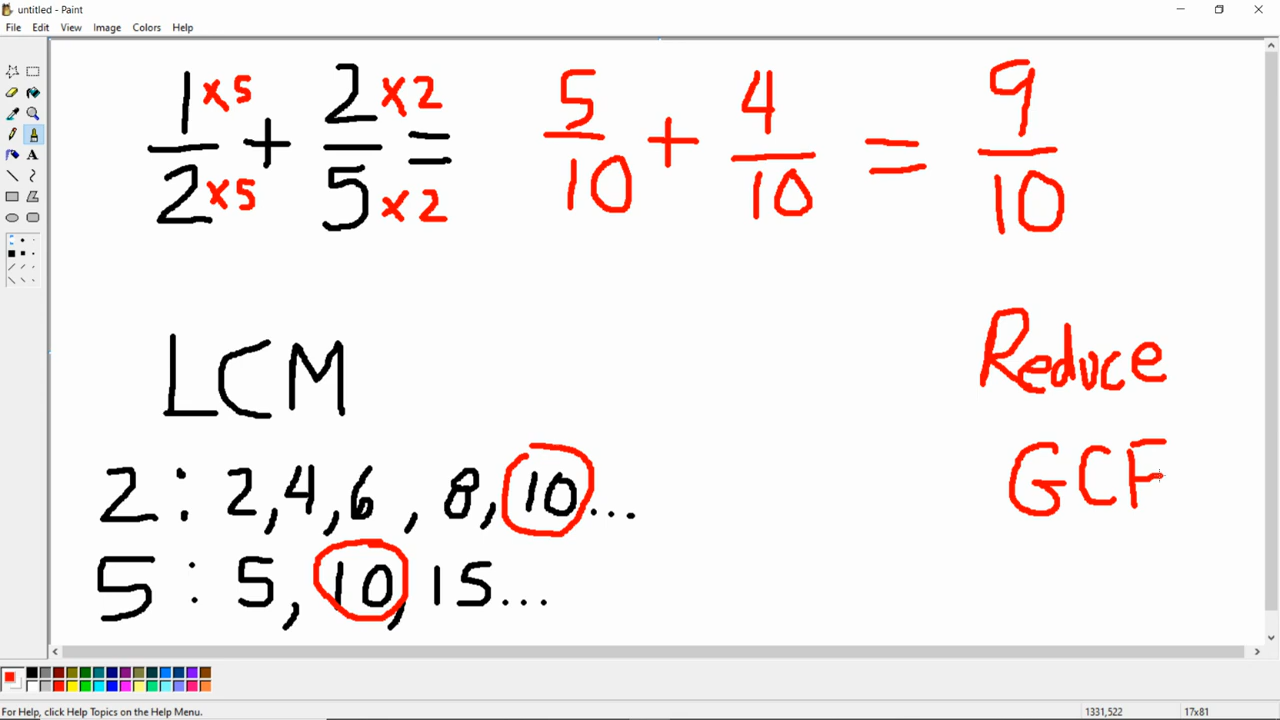 untitled - Paint
File Edit View Image Colors Help
1 x5 + 2 x2 = 5 + 4 = 9
2 x5 5 x2 10 10 10
LCM
Reduce
GCF
2 : 2,4,6 , 8, 10...
5 : 5, 10, 15...
For Help, click Help Topics on the Help Menu.
1331,522
17x81